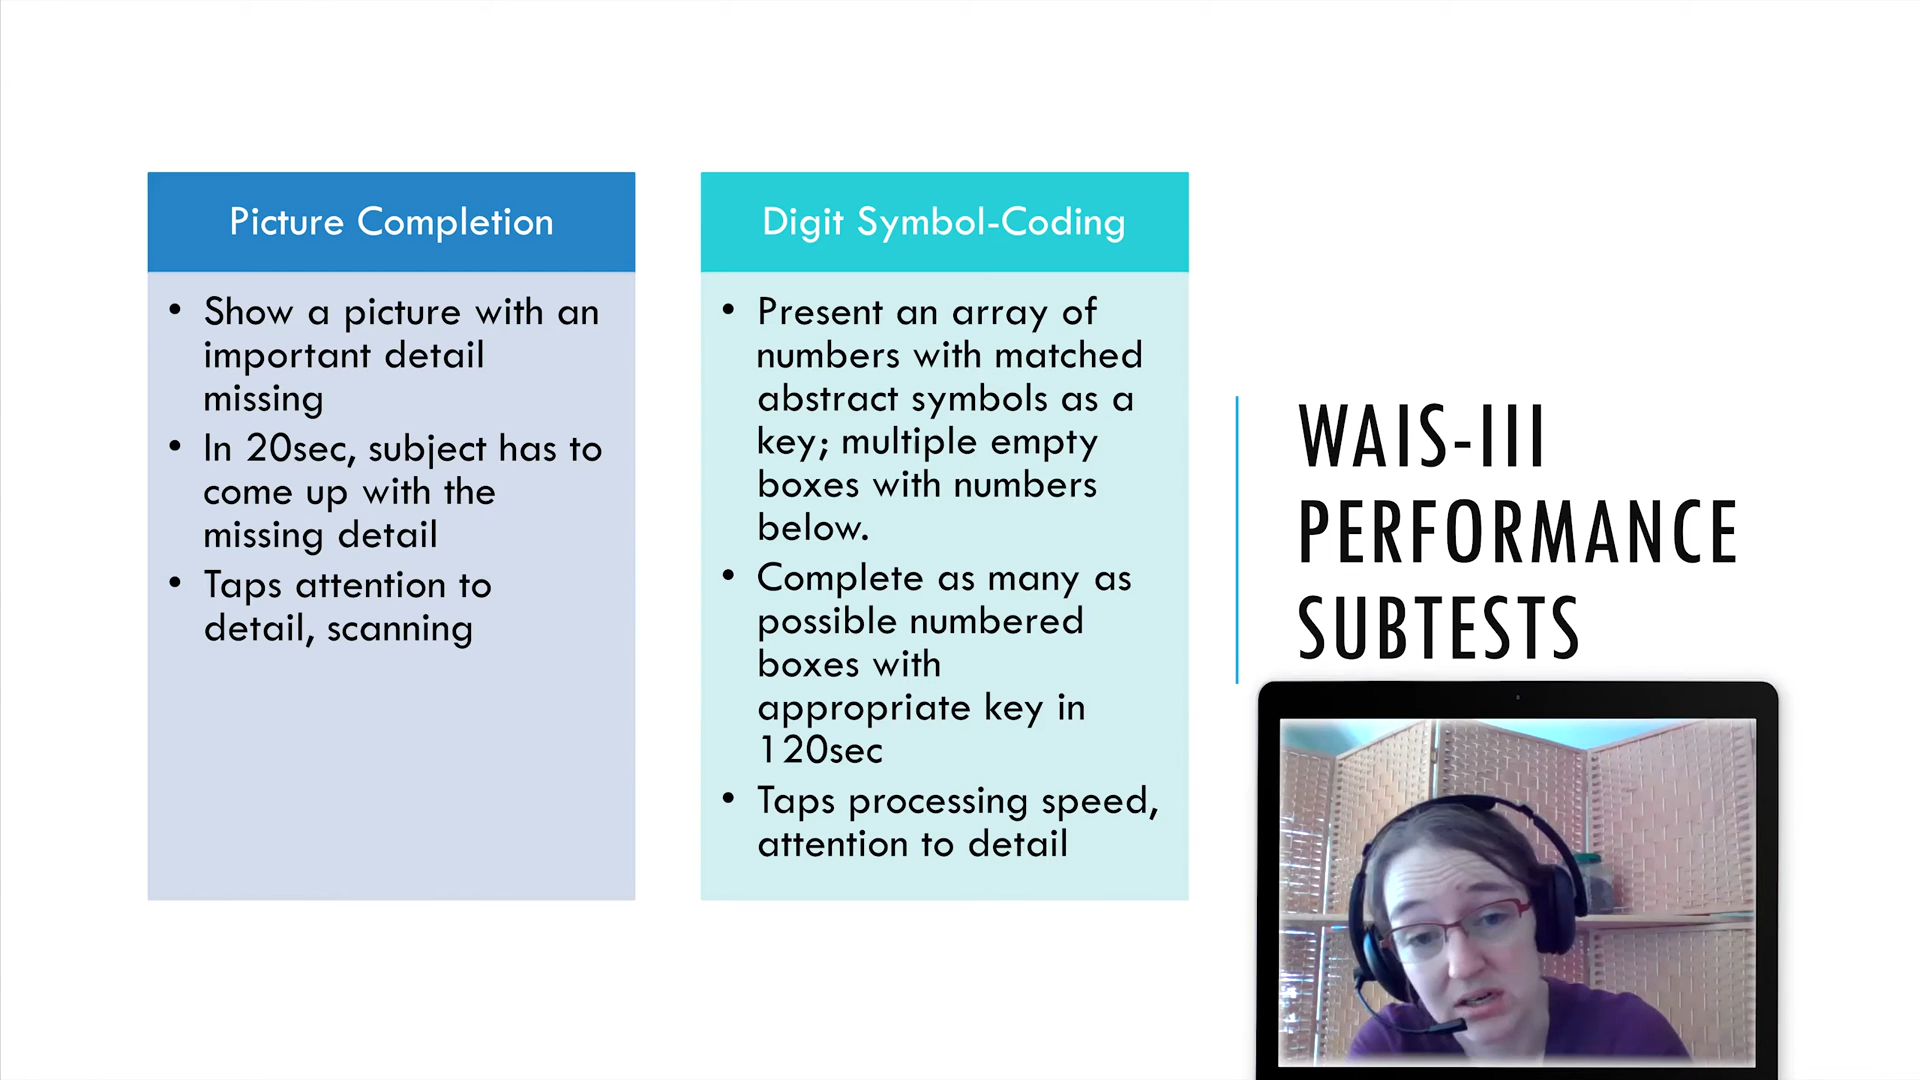 Picture Completion
• Show a picture with an
important detail
missing
• In 20sec, subject has to
come up with the
missing detail
• Taps attention to
detail, scanning
Digit Symbol-Coding
• Present an array of
numbers with matched
abstract symbols as a
key; multiple empty
boxes with numbers
below.
• Complete as many as
possible numbered
boxes with
appropriate key in
120sec
• Taps processing speed,
attention to detail
WAIS-III
PERFORMANCE
SUBTESTS